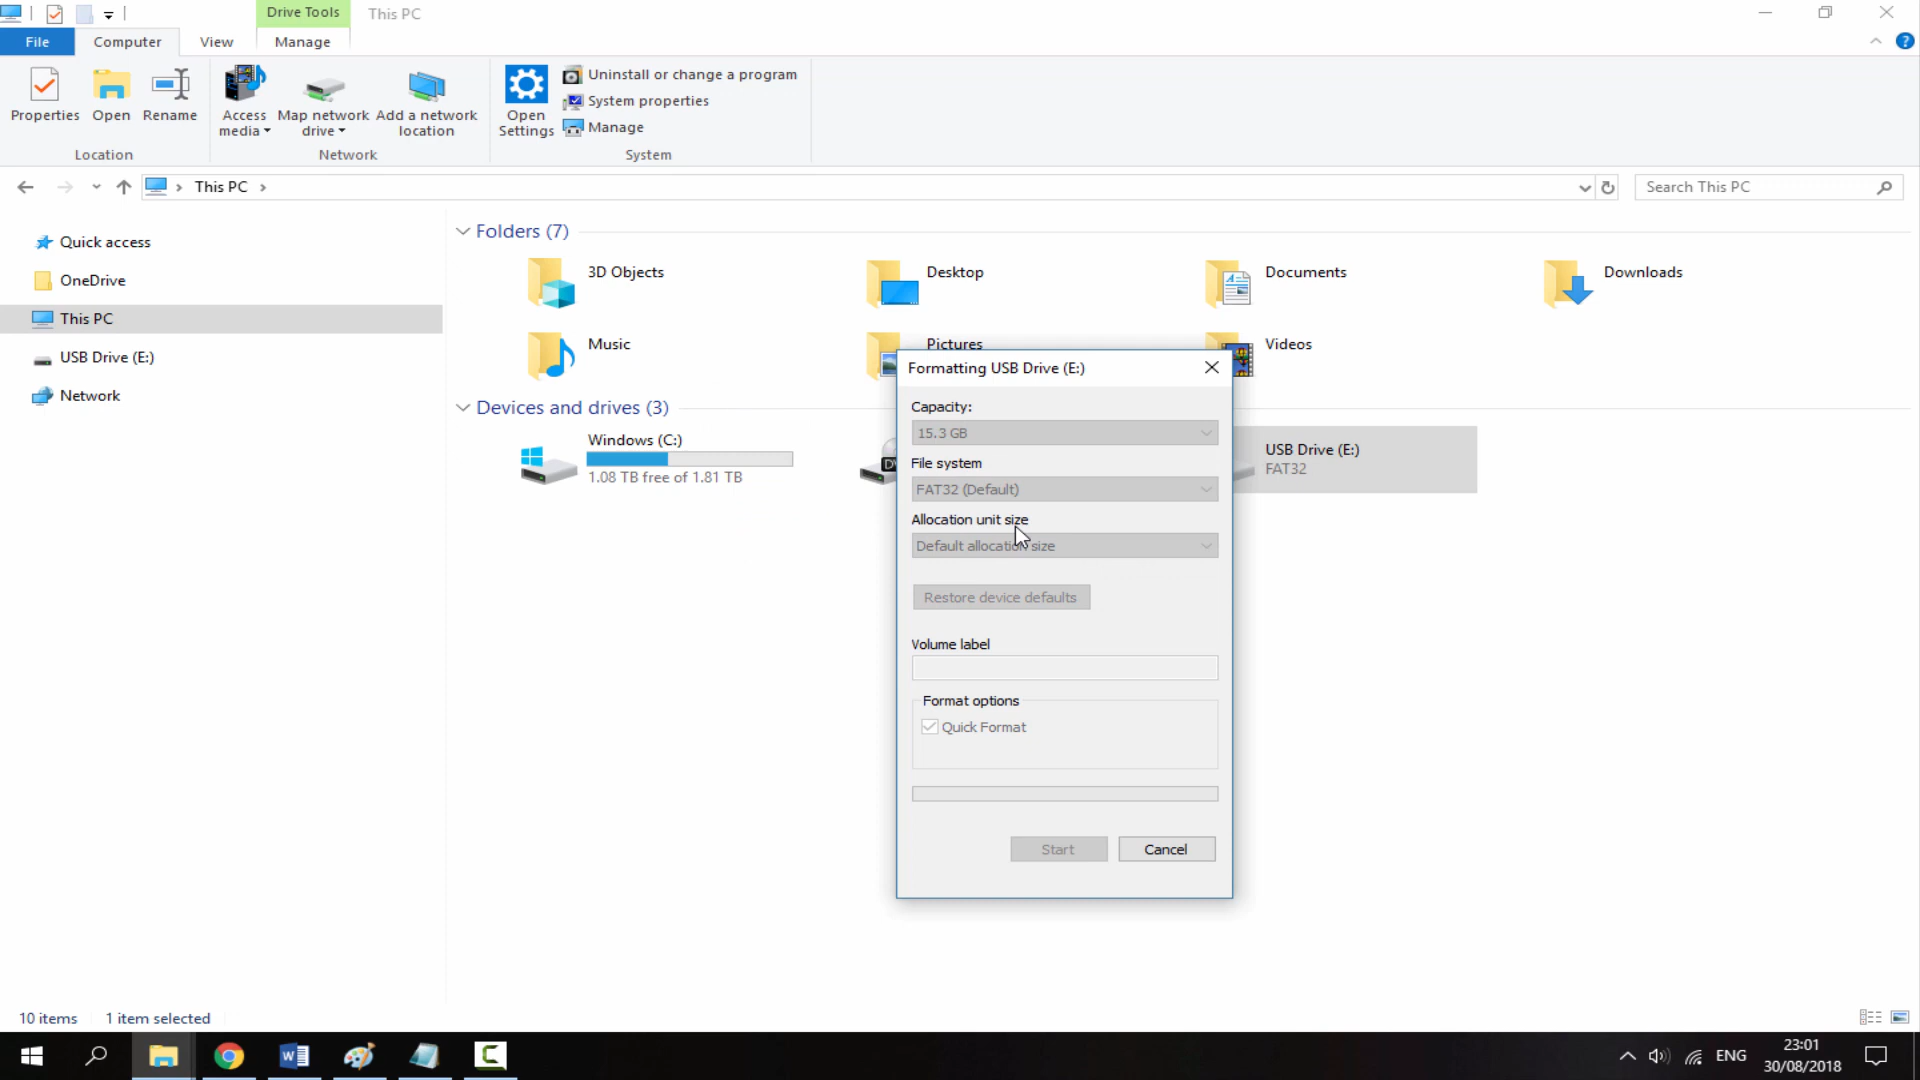 Drive Tools
This PC
File
Computer
View
Manage
Properties
Open
Rename
Access
media
Map network
drive
Add a network
location
Open
Settings
Uninstall or change a program
System properties
Manage
Location
Network
System
This PC
Search This PC
Quick access
OneDrive
This PC
USB Drive (E:)
Network
Folders (7)
3D Objects
Desktop
Documents
Downloads
Music
Pictures
Videos
Devices and drives (3)
Windows (C:)
1.08 TB free of 1.81 TB
USB Drive (E:)
FAT32
Formatting USB Drive (E:)
Capacity:
15.3 GB
File system
FAT32 (Default)
Allocation unit size
Default allocation size
Restore device defaults
Volume label
Format options
Quick Format
Start
Cancel
10 items
1 item selected
ENG
23:01
30/08/2018